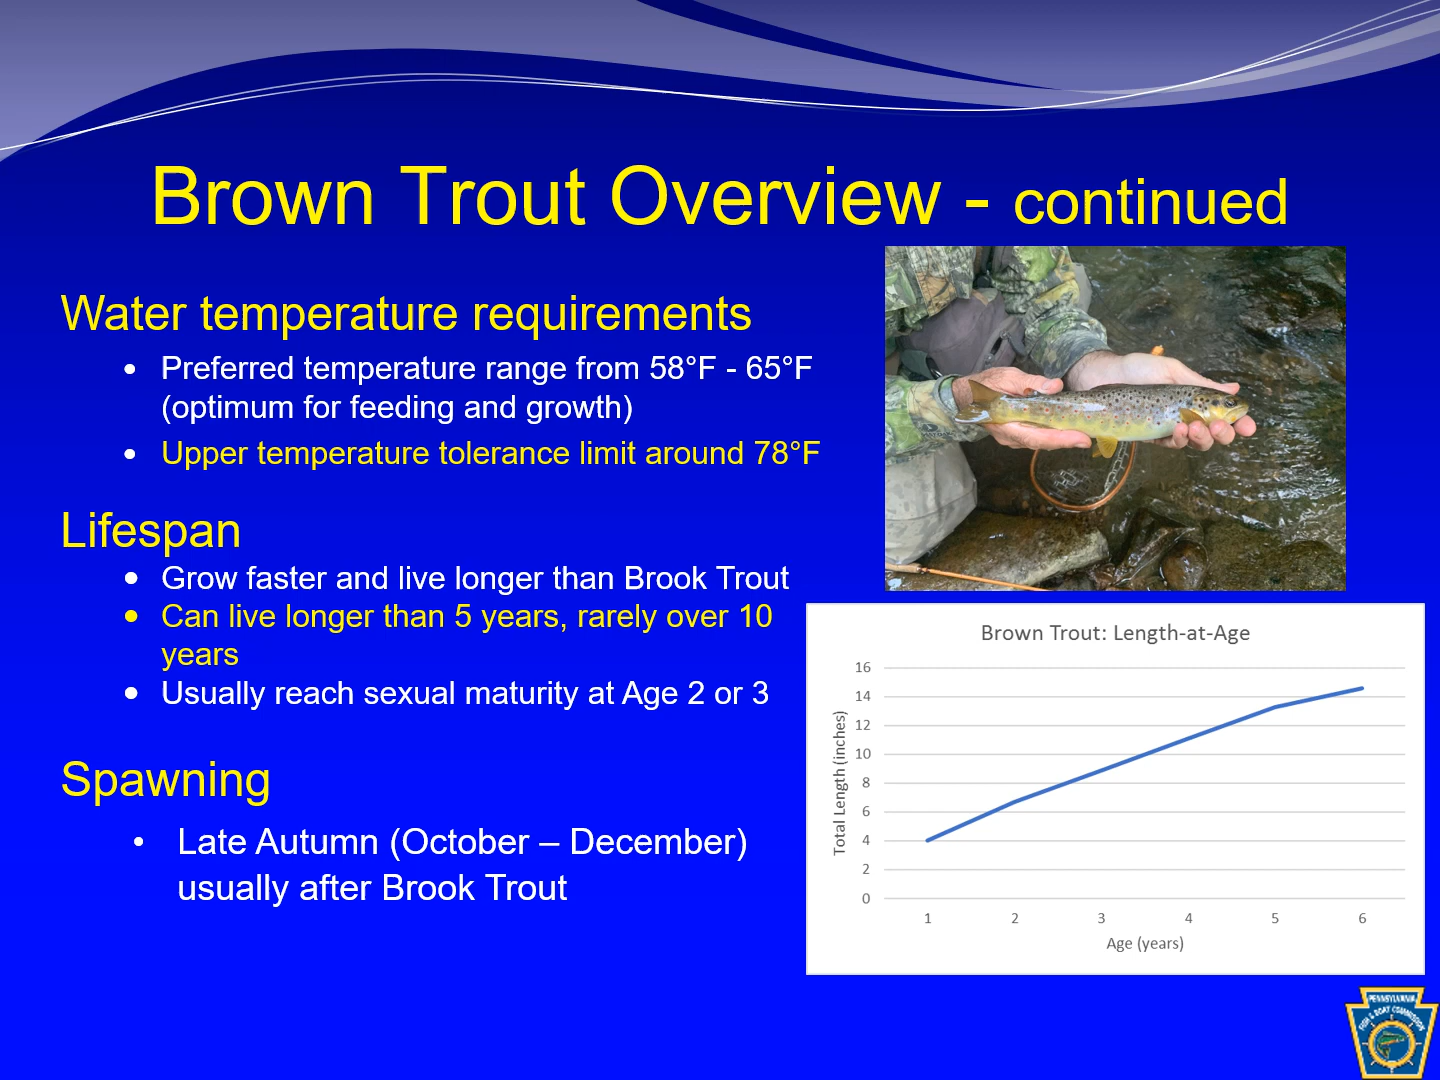 Brown Trout Overview - continued
Water temperature requirements
• Preferred temperature range from 58°F - 65°F
(optimum for feeding and growth)
• Upper temperature tolerance limit around 78°F
Lifespan
• Grow faster and live longer than Brook Trout
• Can live longer than 5 years, rarely over 10
years
• Usually reach sexual maturity at Age 2 or 3
Spawning
• Late Autumn (October – December)
usually after Brook Trout
Brown Trout: Length-at-Age
Total Length (inches)
16
14
12
10
8
6
4
2
0
1 2 3 4 5 6
Age (years)
PENNSYLVANIA
FISH & BOAT COMMISSION